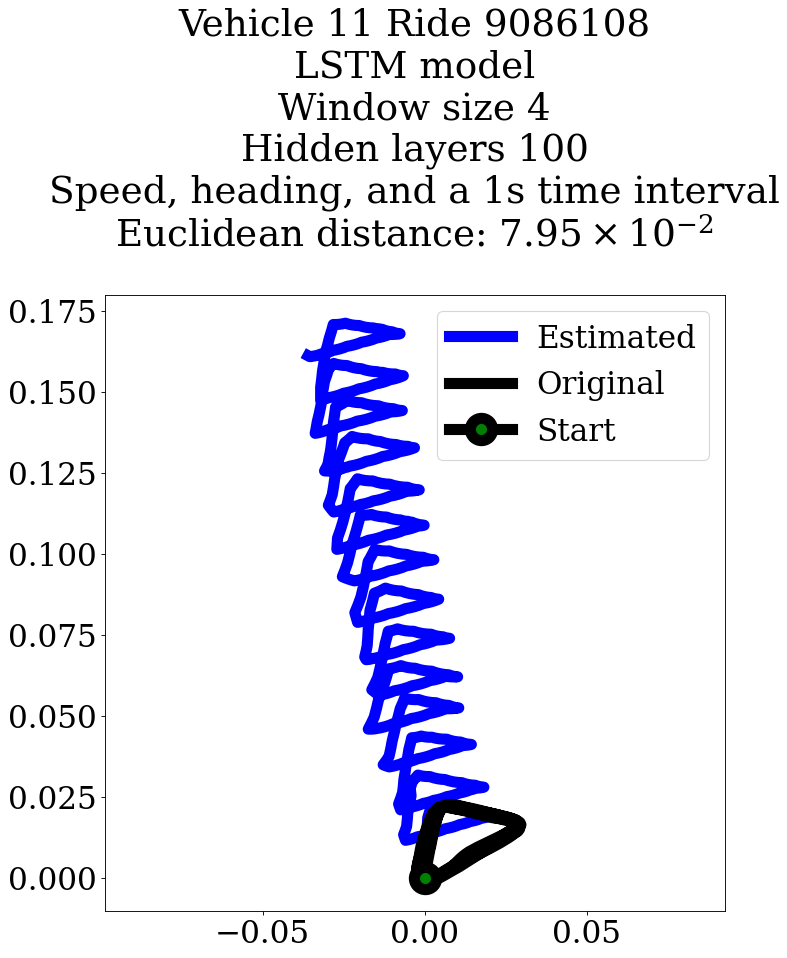 Vehicle 11 Ride 9086108
LSTM model
Window size 4
Hidden layers 100
Speed, heading, and a 1s time interval
Euclidean distance: 7.95 × 10⁻²
0.175
0.150
0.125
0.100
0.075
0.050
0.025
0.000
Estimated
Original
Start
−0.05
0.00
0.05